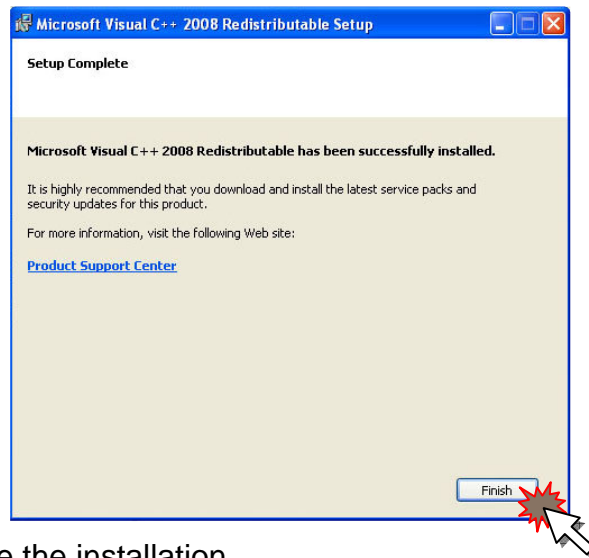 Microsoft Visual C++ 2008 Redistributable Setup
Setup Complete
Microsoft Visual C++ 2008 Redistributable has been successfully installed.
It is highly recommended that you download and install the latest service packs and
security updates for this product.
For more information, visit the following Web site:
Product Support Center
Finish
e the installation